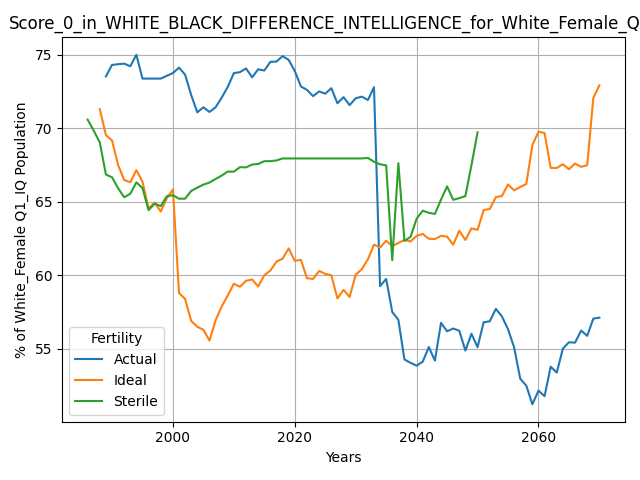 Score_0_in_WHITE_BLACK_DIFFERENCE_INTELLIGENCE_for_White_Female_Q
% of White_Female Q1_IQ Population
75
70
65
60
55
Fertility
Actual
Ideal
Sterile
2000
2020
2040
2060
Years